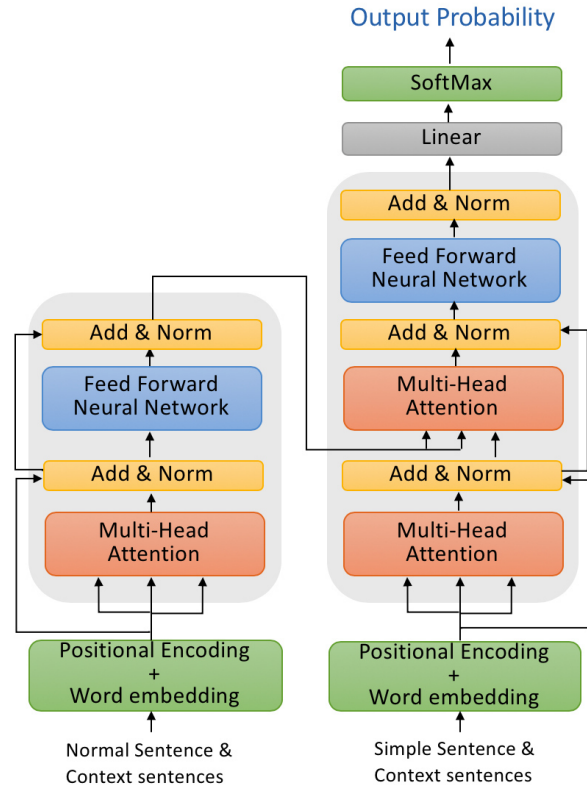 Output Probability
SoftMax
Linear
Add & Norm
Feed Forward
Neural Network
Add & Norm
Multi-Head
Attention
Add & Norm
Multi-Head
Attention
Positional Encoding
+
Word embedding
Simple Sentence &
Context sentences
Add & Norm
Feed Forward
Neural Network
Add & Norm
Multi-Head
Attention
Positional Encoding
+
Word embedding
Normal Sentence &
Context sentences